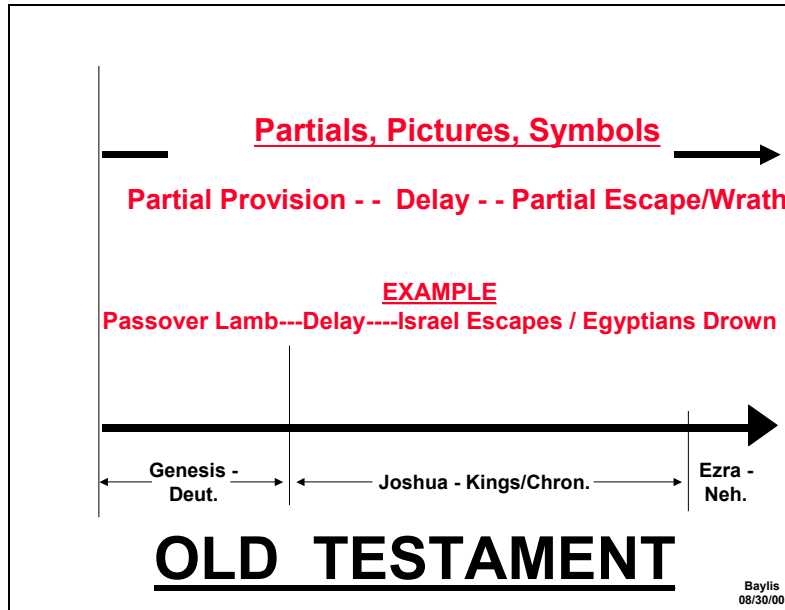 Partials, Pictures, Symbols
Partial Provision - -  Delay - - Partial Escape/Wrath
EXAMPLE
Passover Lamb---Delay----Israel Escapes / Egyptians Drown
Genesis -
Deut.
Joshua - Kings/Chron.
Ezra -
Neh.
OLD  TESTAMENT
Baylis
08/30/00